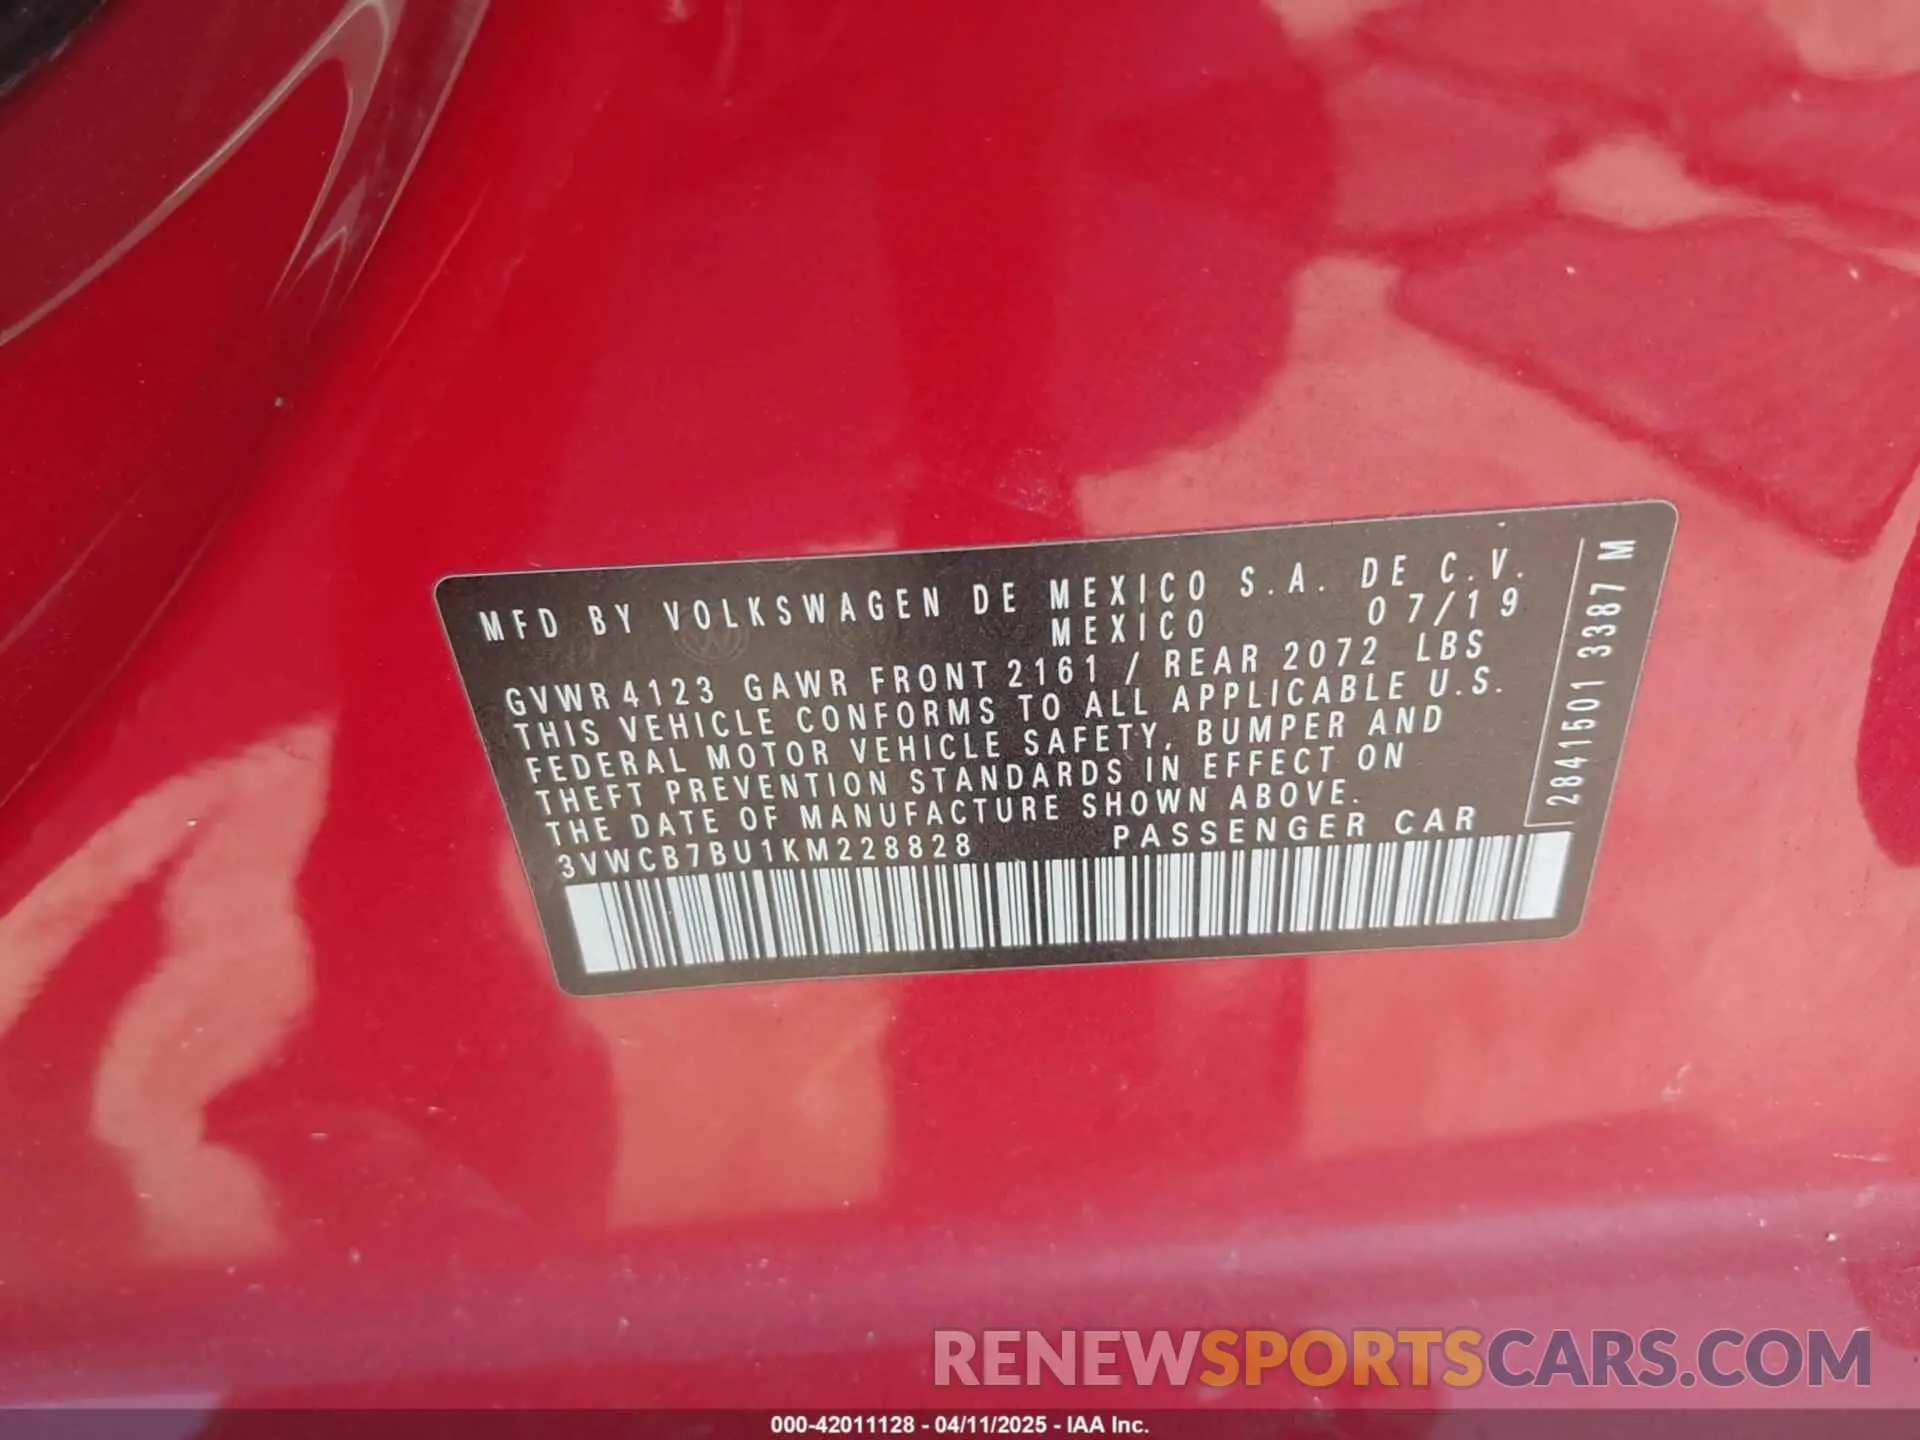 MFD BY VOLKSWAGEN DE MEXICO S.A. DE C.V.
MEXICO 07/19
GVWR 4123 GAWR FRONT 2161 / REAR 2072 LBS
THIS VEHICLE CONFORMS TO ALL APPLICABLE U.S.
FEDERAL MOTOR VEHICLE SAFETY, BUMPER AND
THEFT PREVENTION STANDARDS IN EFFECT ON
THE DATE OF MANUFACTURE SHOWN ABOVE.
3VWCB7BU1KM228828 PASSENGER CAR
2841501 3387 M
RENEWSPORTSCARS.COM
000-42011128 - 04/11/2025 - IAA Inc.